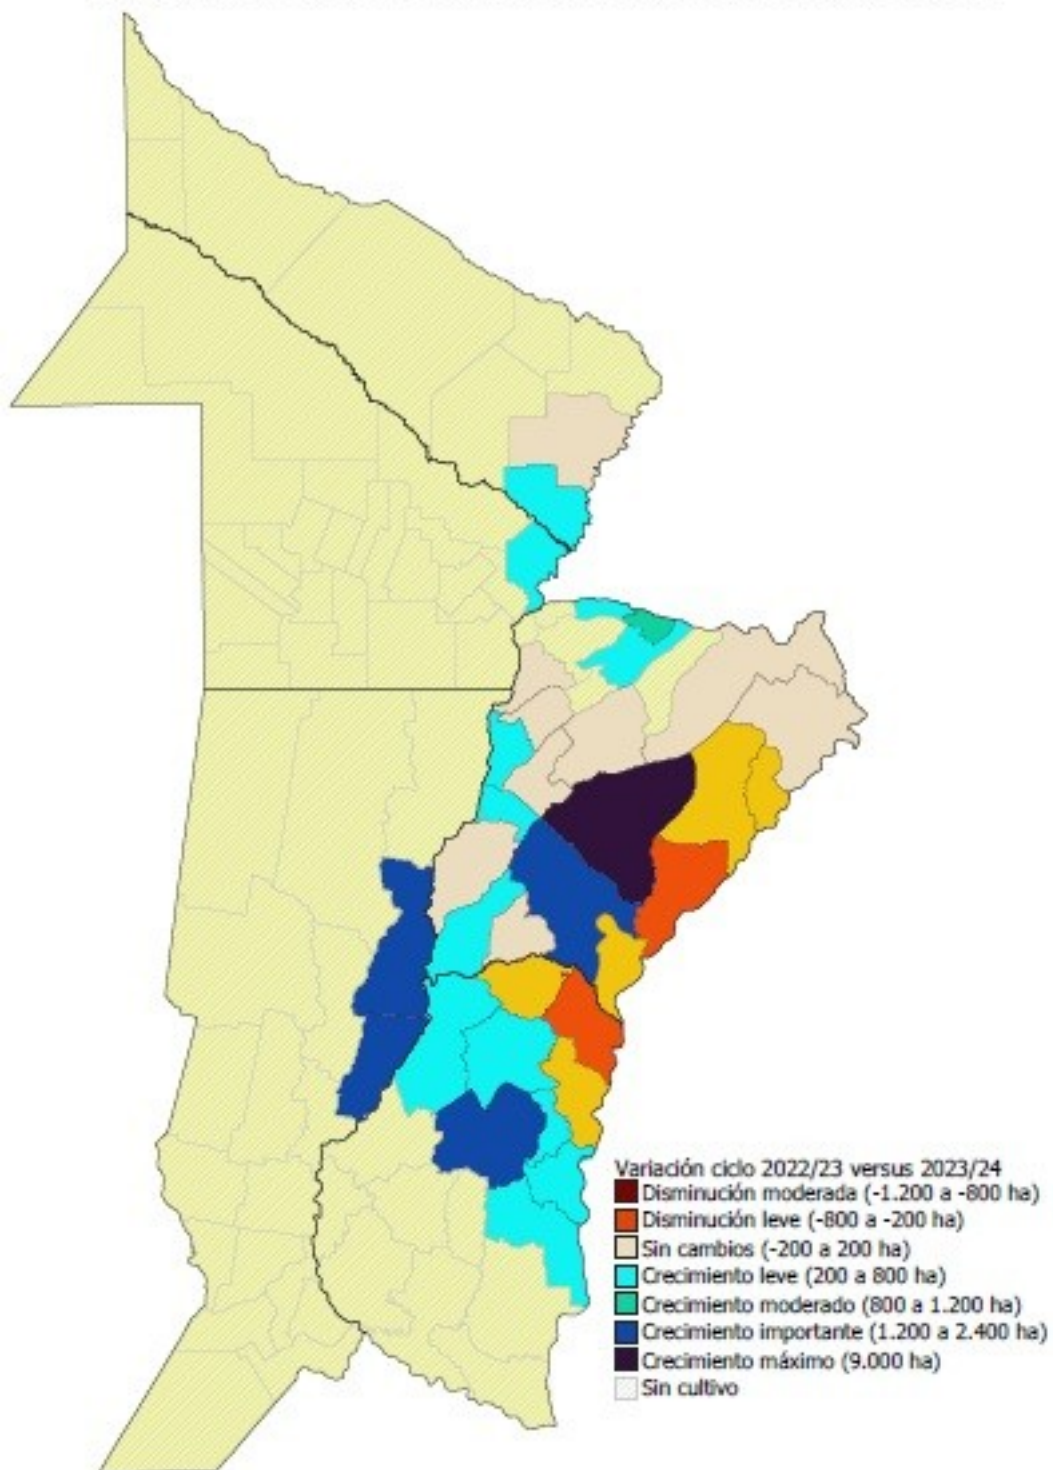 Variación ciclo 2022/23 versus 2023/24
Disminución moderada (-1.200 a -800 ha)
Disminución leve (-800 a -200 ha)
Sin cambios (-200 a 200 ha)
Crecimiento leve (200 a 800 ha)
Crecimiento moderado (800 a 1.200 ha)
Crecimiento importante (1.200 a 2.400 ha)
Crecimiento máximo (9.000 ha)
Sin cultivo